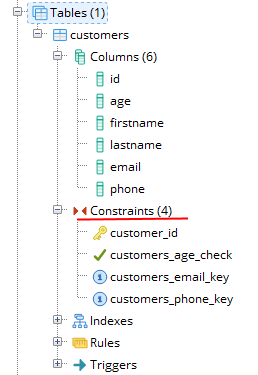 Tables (1)
customers
Columns (6)
id
age
firstname
lastname
email
phone
Constraints (4)
customer_id
customers_age_check
customers_email_key
customers_phone_key
Indexes
Rules
Triggers